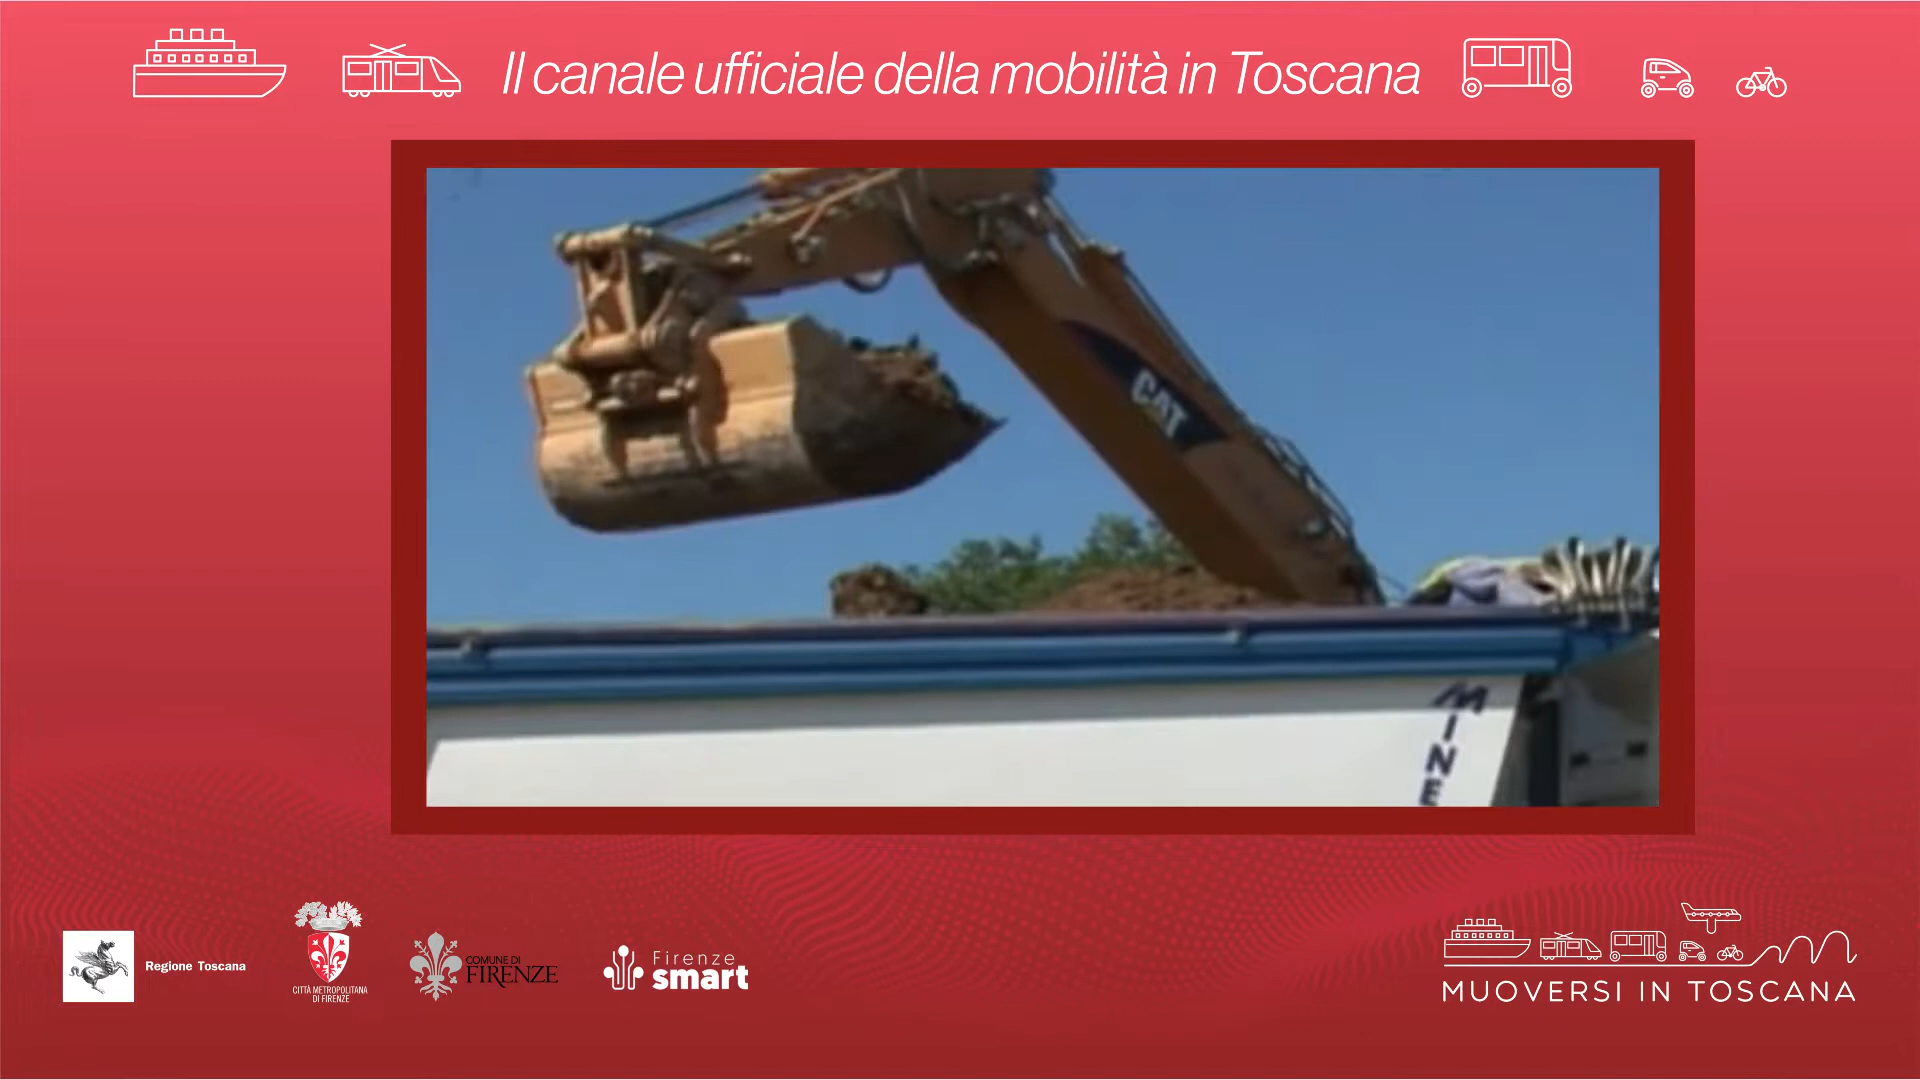 Il canale ufficiale della mobilità in Toscana
CAT
MINE
Regione Toscana
CITTÀ METROPOLITANA
DI FIRENZE
COMUNE DI
FIRENZE
Firenze
smart
MUOVERSI IN TOSCANA